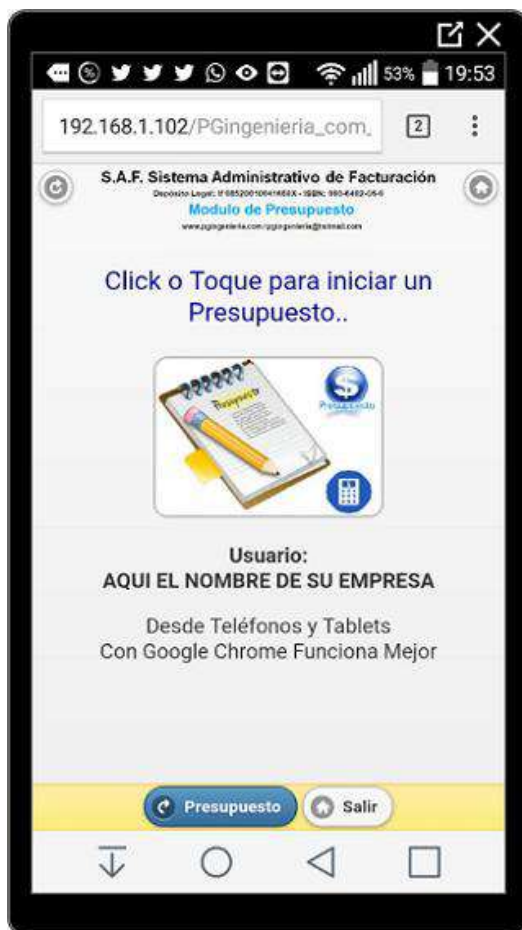 53% 19:53
192.168.1.102/PGingenieria_com_
2
S.A.F. Sistema Administrativo de Facturación
Modulo de Presupuesto
Click o Toque para iniciar un
Presupuesto..
Presupuesto
Presupuesto
Usuario:
AQUI EL NOMBRE DE SU EMPRESA
Desde Teléfonos y Tablets
Con Google Chrome Funciona Mejor
Presupuesto
Salir